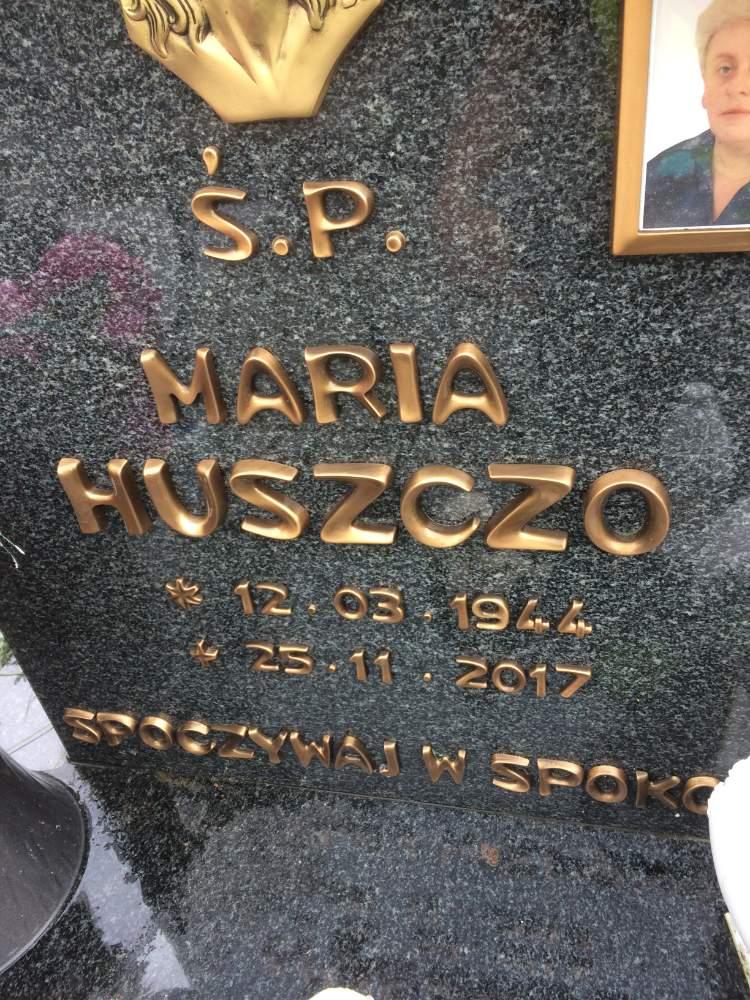 Ś.P.
MARIA
HUSZCZO
* 12.03.1944
+ 25.11.2017
SPOCZYWAJ W SPOKO